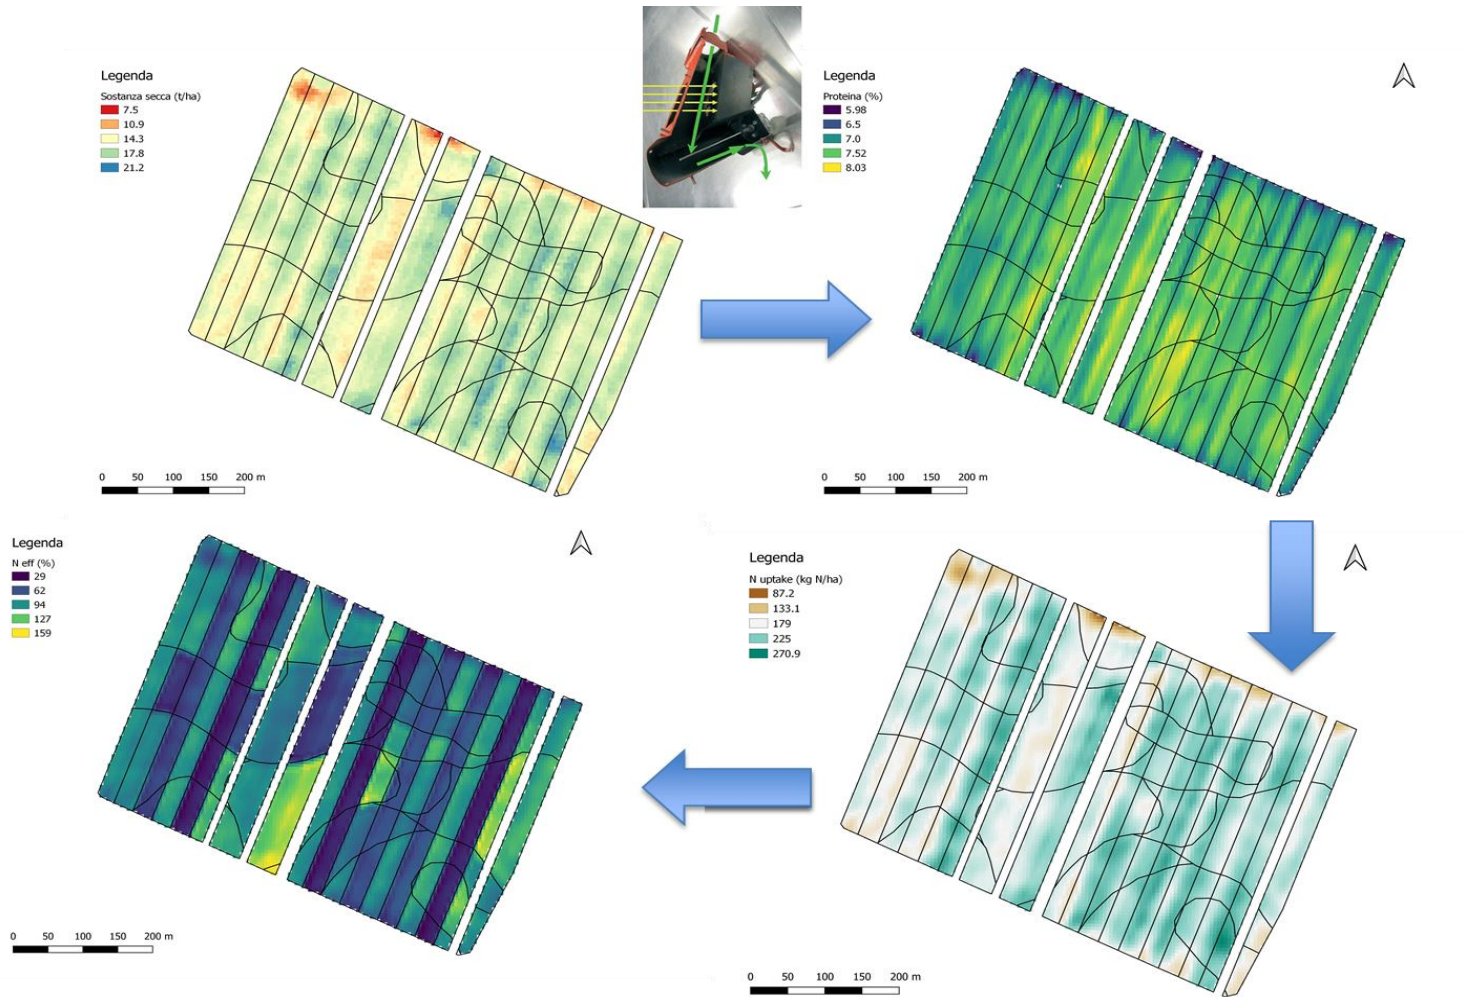 Legenda
Sostanza secca (t/ha)
7.5
10.9
14.3
17.8
21.2
0 50 100 150 200 m
Legenda
Proteina (%)
5.98
6.5
7.0
7.52
8.03
0 50 100 150 200 m
Legenda
N eff (%)
29
62
94
127
159
0 50 100 150 200 m
Legenda
N uptake (kg N/ha)
87.2
133.1
179
225
270.9
0 50 100 150 200 m